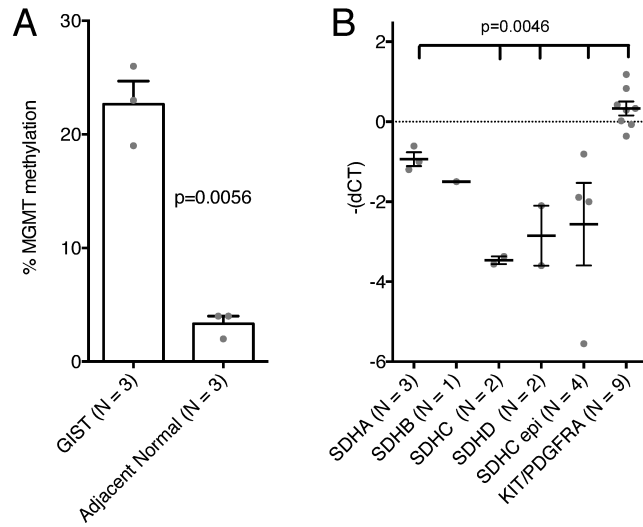 A
% MGMT methylation
30
20
10
0
p=0.0056
GIST (N = 3)
Adjacent Normal (N = 3)
B
-(dCT)
2
0
-2
-4
-6
p=0.0046
SDHA (N = 3)
SDHB (N = 1)
SDHC (N = 2)
SDHD (N = 2)
SDHC epi (N = 4)
KIT/PDGFRA (N = 9)